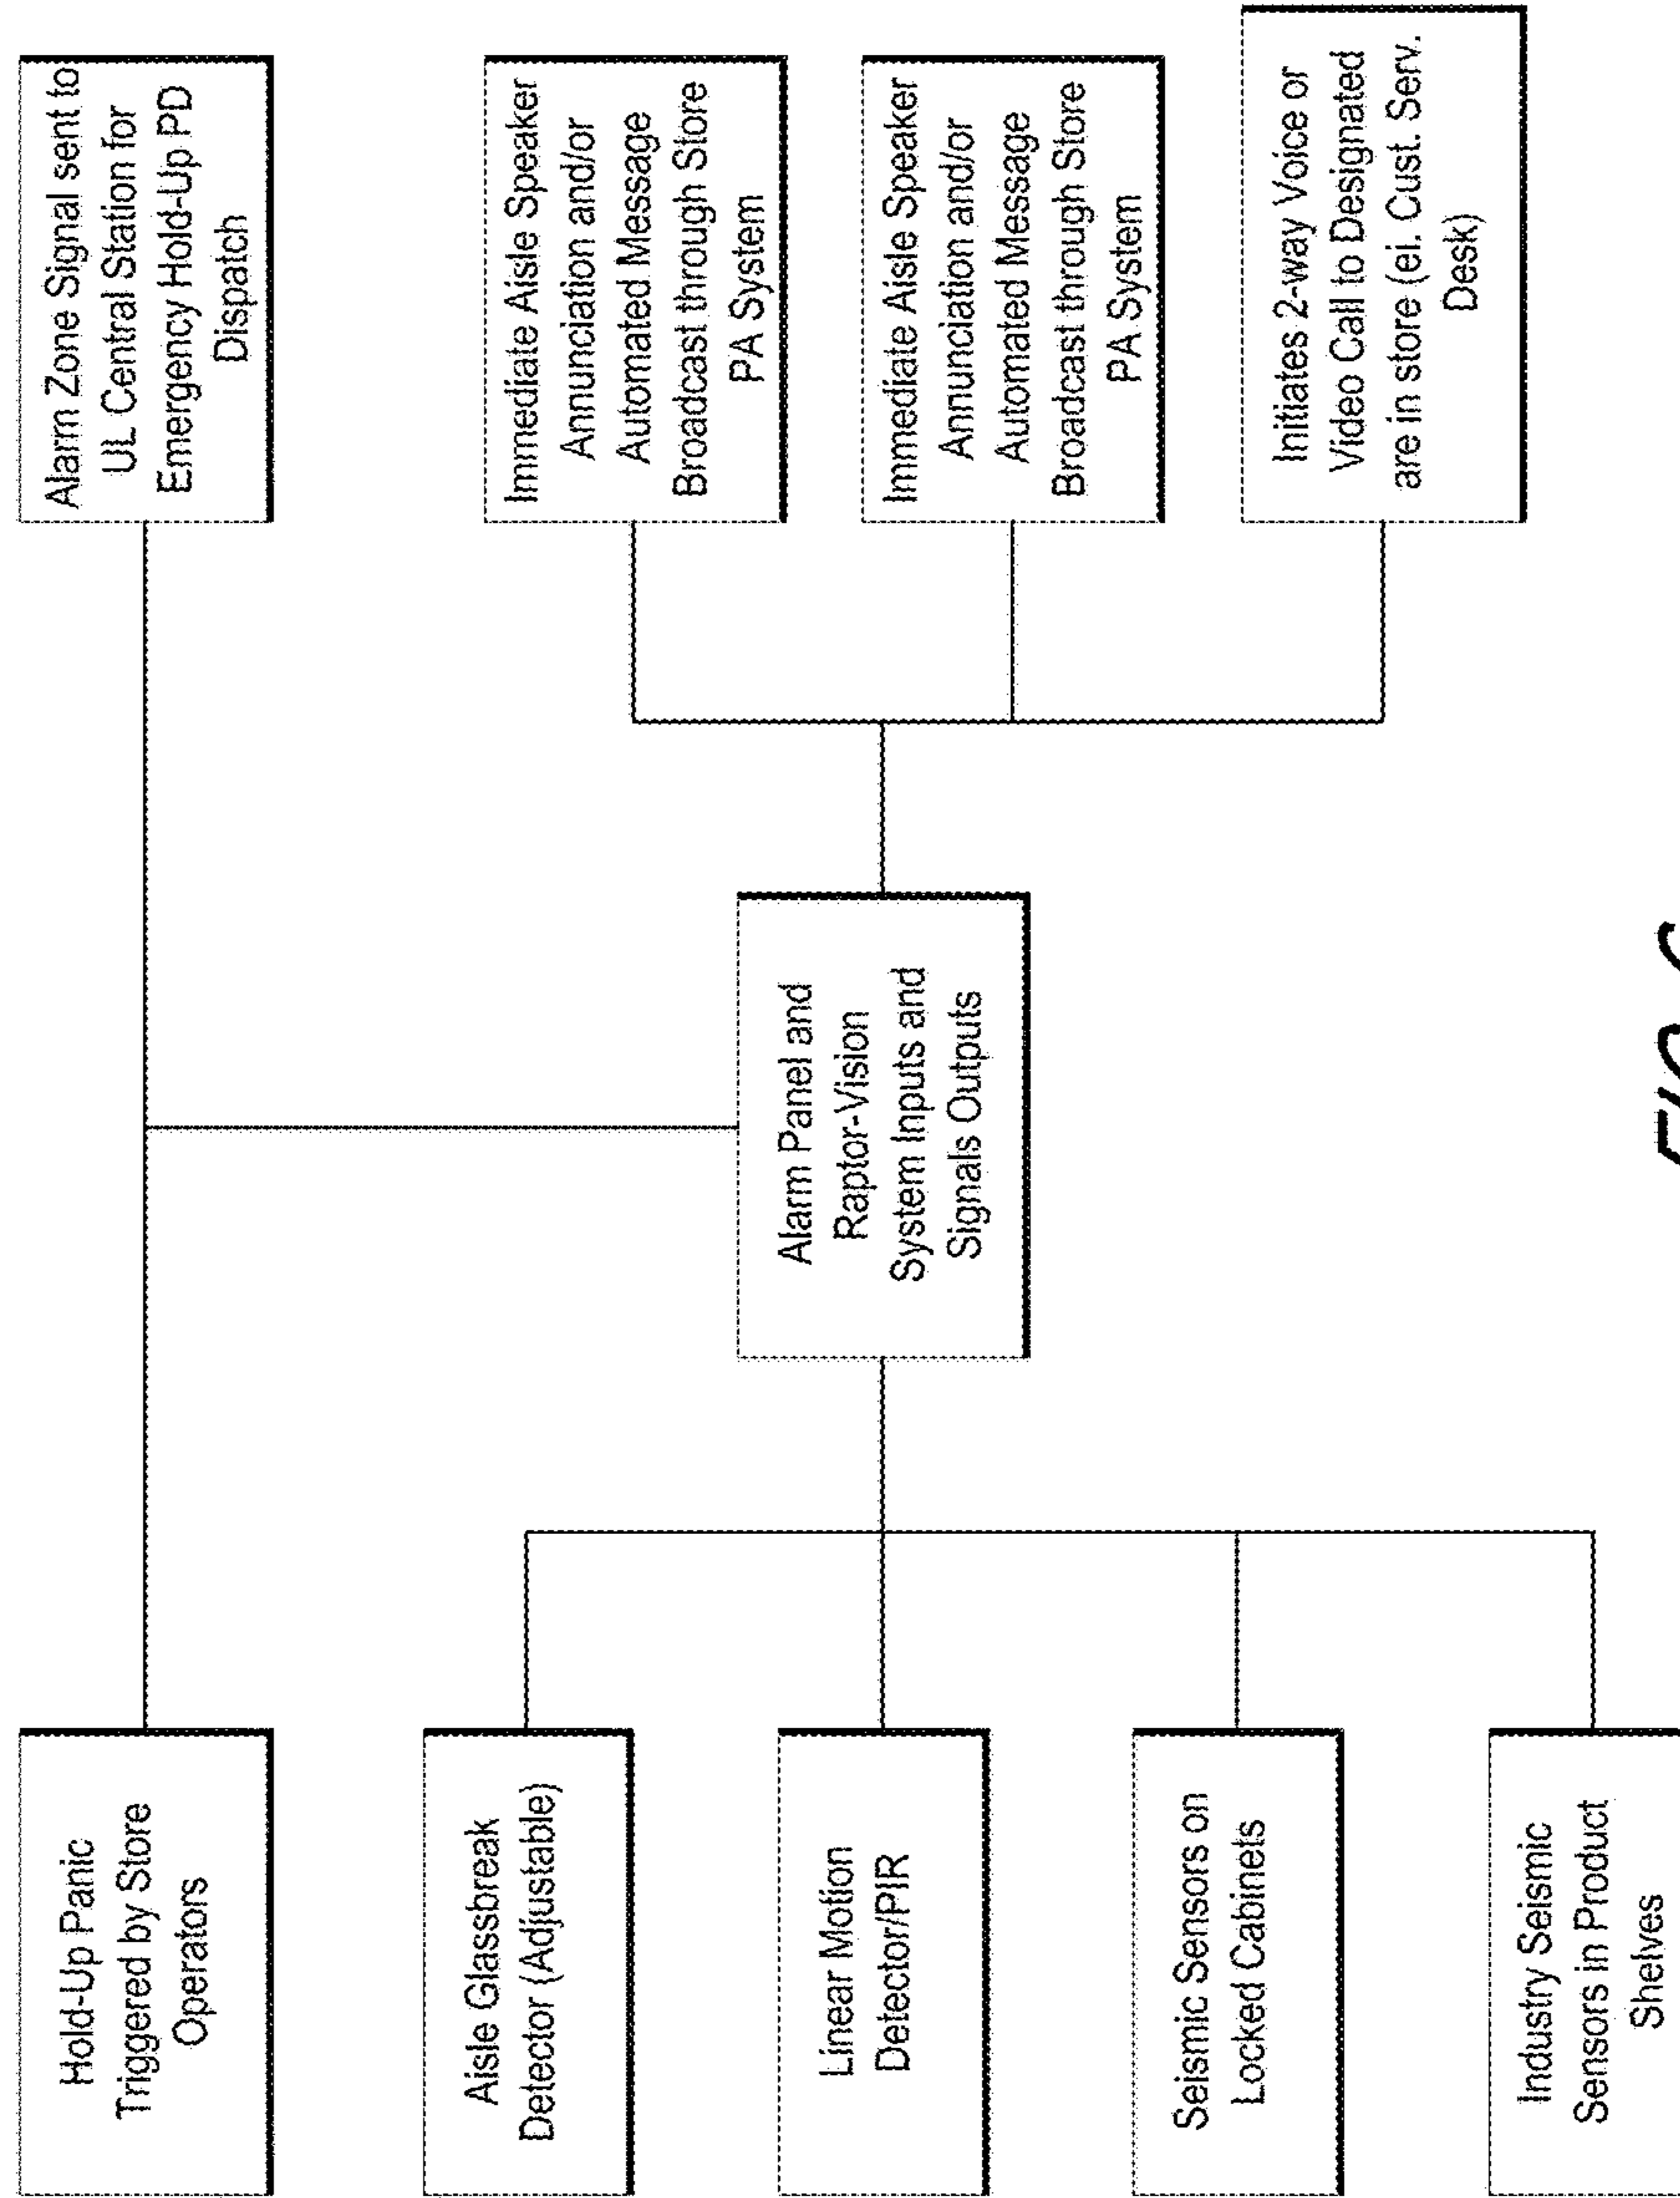 Hold-Up Panic
Triggered by Store
Operators
Alarm Zone Signal sent to
UL Central Station for
Emergency Hold-Up PD
Dispatch
Aisle Glassbreak
Detector (Adjustable)
Linear Motion
Detector/PIR
Seismic Sensors on
Locked Cabinets
Industry Seismic
Sensors in Product
Shelves
Alarm Panel and
Raptor-Vision
System Inputs and
Signals Outputs
Immediate Aisle Speaker
Annunciation and/or
Automated Message
Broadcast through Store
PA System
Immediate Aisle Speaker
Annunciation and/or
Automated Message
Broadcast through Store
PA System
Initiates 2-way Voice or
Video Call to Designated
are in store (ei. Cust. Serv.
Desk)